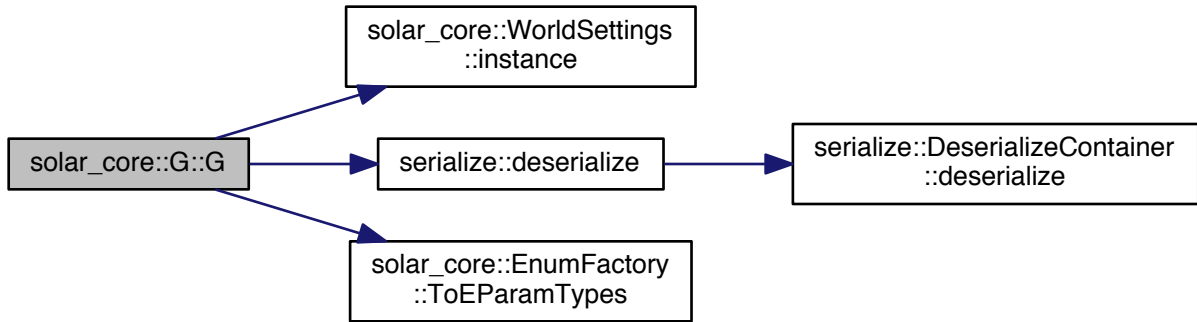 solar_core::WorldSettings
::instance
solar_core::G::G
serialize::deserialize
serialize::DeserializeContainer
::deserialize
solar_core::EnumFactory
::ToEParamTypes